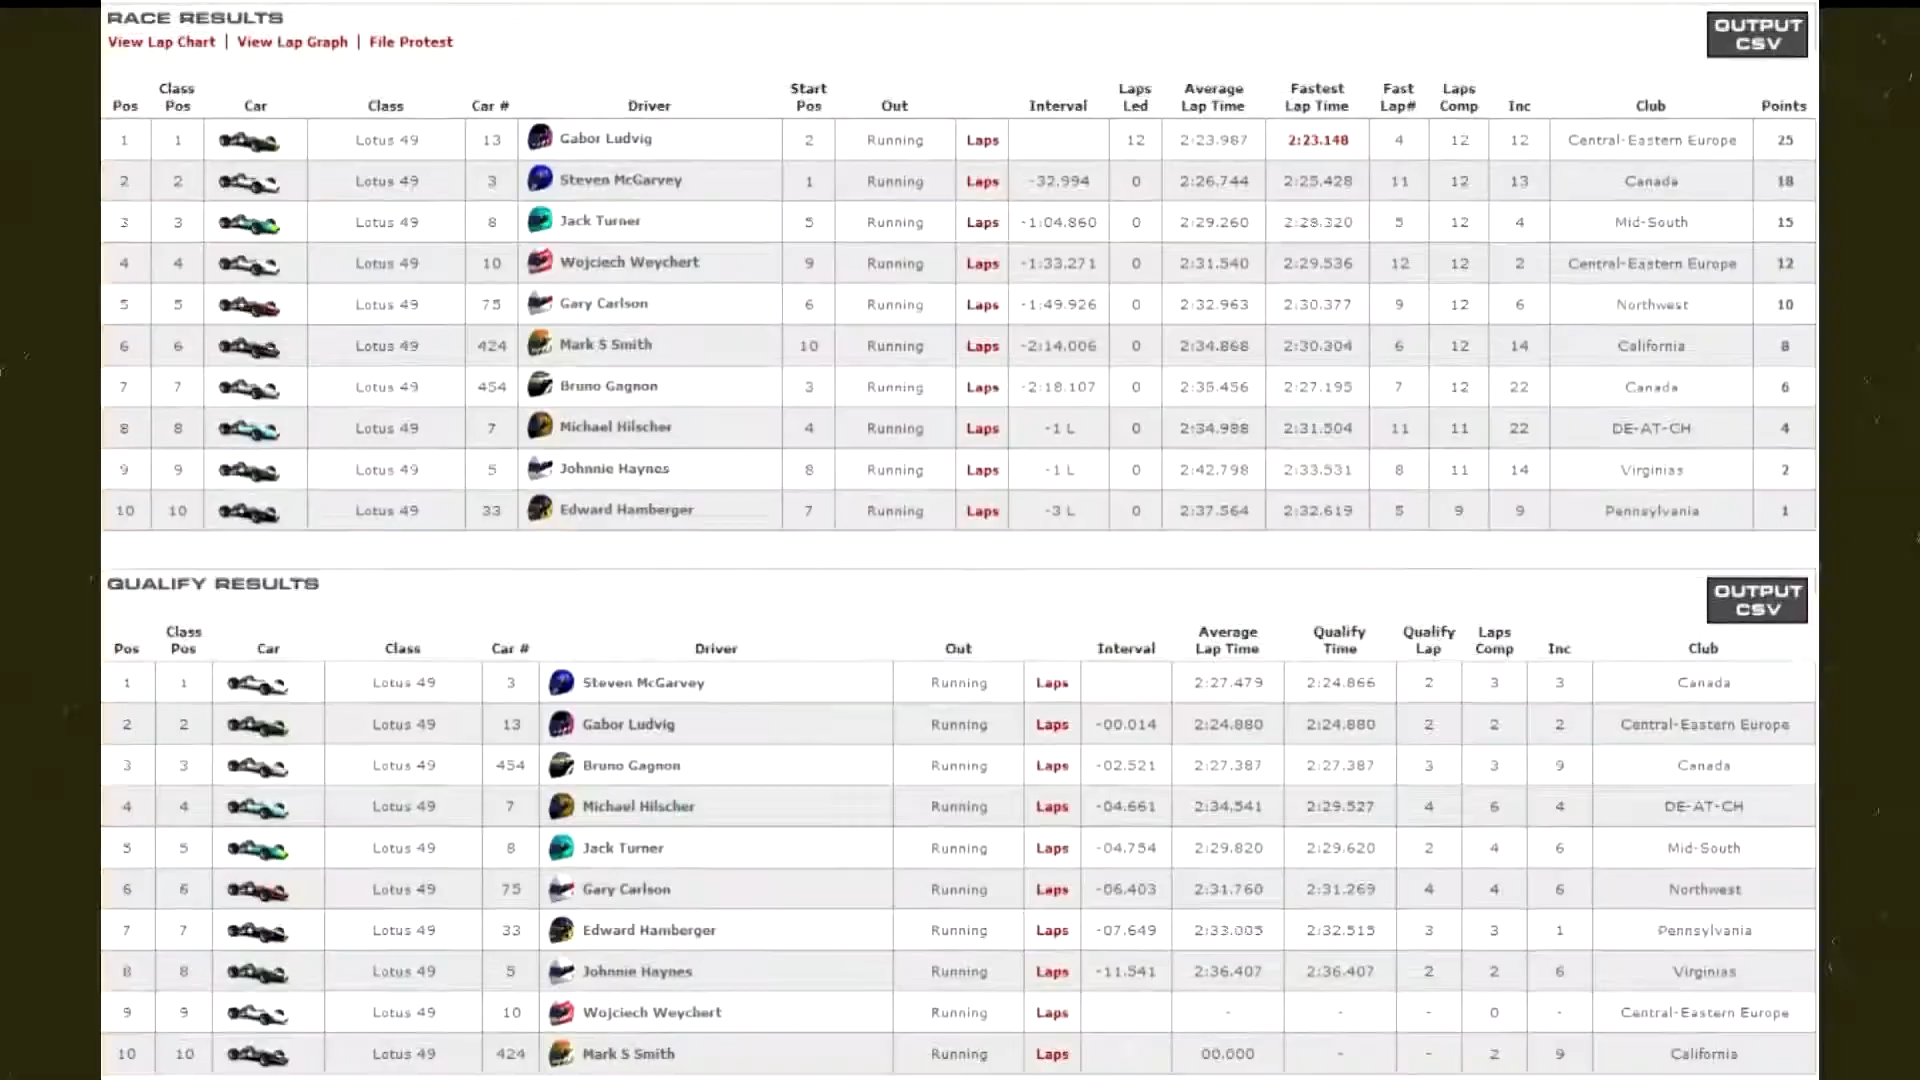 RACE RESULTS
View Lap Chart | View Lap Graph | File Protest
OUTPUT CSV
Pos Class Pos Car Class Car # Driver Start Pos Out Interval Laps Led Average Lap Time Fastest Lap Time Fast Lap# Laps Comp Inc Club Points
1 1 Lotus 49 13 Gabor Ludvig 2 Running Laps 12 2:23.987 2:23.148 4 12 12 Central-Eastern Europe 25
2 2 Lotus 49 3 Steven McGarvey 1 Running Laps -32.994 0 2:26.744 2:25.428 11 12 13 Canada 18
3 3 Lotus 49 8 Jack Turner 5 Running Laps -1:04.860 0 2:29.260 2:28.320 5 12 4 Mid-South 15
4 4 Lotus 49 10 Wojciech Weychert 9 Running Laps -1:33.271 0 2:31.540 2:29.536 12 12 2 Central-Eastern Europe 12
5 5 Lotus 49 75 Gary Carlson 6 Running Laps -1:49.926 0 2:32.963 2:30.377 9 12 6 Northwest 10
6 6 Lotus 49 424 Mark S Smith 10 Running Laps -2:14.006 0 2:34.868 2:30.304 6 12 14 California 8
7 7 Lotus 49 454 Bruno Gagnon 3 Running Laps -2:18.107 0 2:35.456 2:27.195 7 12 22 Canada 6
8 8 Lotus 49 7 Michael Hilscher 4 Running Laps -1 L 0 2:34.988 2:31.504 11 11 22 DE-AT-CH 4
9 9 Lotus 49 5 Johnnie Haynes 8 Running Laps -1 L 0 2:42.798 2:33.531 8 11 14 Virginias 2
10 10 Lotus 49 33 Edward Hamberger 7 Running Laps -3 L 0 2:37.564 2:32.619 5 9 9 Pennsylvania 1
QUALIFY RESULTS
OUTPUT CSV
Pos Class Pos Car Class Car # Driver Out Interval Average Lap Time Qualify Time Qualify Lap Laps Comp Inc Club
1 1 Lotus 49 3 Steven McGarvey Running Laps 2:27.479 2:24.866 2 3 3 Canada
2 2 Lotus 49 13 Gabor Ludvig Running Laps -00.014 2:24.880 2:24.880 2 2 2 Central-Eastern Europe
3 3 Lotus 49 454 Bruno Gagnon Running Laps -02.521 2:27.387 2:27.387 3 3 9 Canada
4 4 Lotus 49 7 Michael Hilscher Running Laps -04.661 2:34.541 2:29.527 4 6 4 DE-AT-CH
5 5 Lotus 49 8 Jack Turner Running Laps -04.754 2:29.820 2:29.620 2 4 6 Mid-South
6 6 Lotus 49 75 Gary Carlson Running Laps -06.403 2:31.760 2:31.269 4 4 6 Northwest
7 7 Lotus 49 33 Edward Hamberger Running Laps -07.649 2:33.005 2:32.515 3 3 1 Pennsylvania
8 8 Lotus 49 5 Johnnie Haynes Running Laps -11.541 2:36.407 2:36.407 2 2 6 Virginias
9 9 Lotus 49 10 Wojciech Weychert Running Laps - - - 0 - Central-Eastern Europe
10 10 Lotus 49 424 Mark S Smith Running Laps 00.000 - - 2 9 California